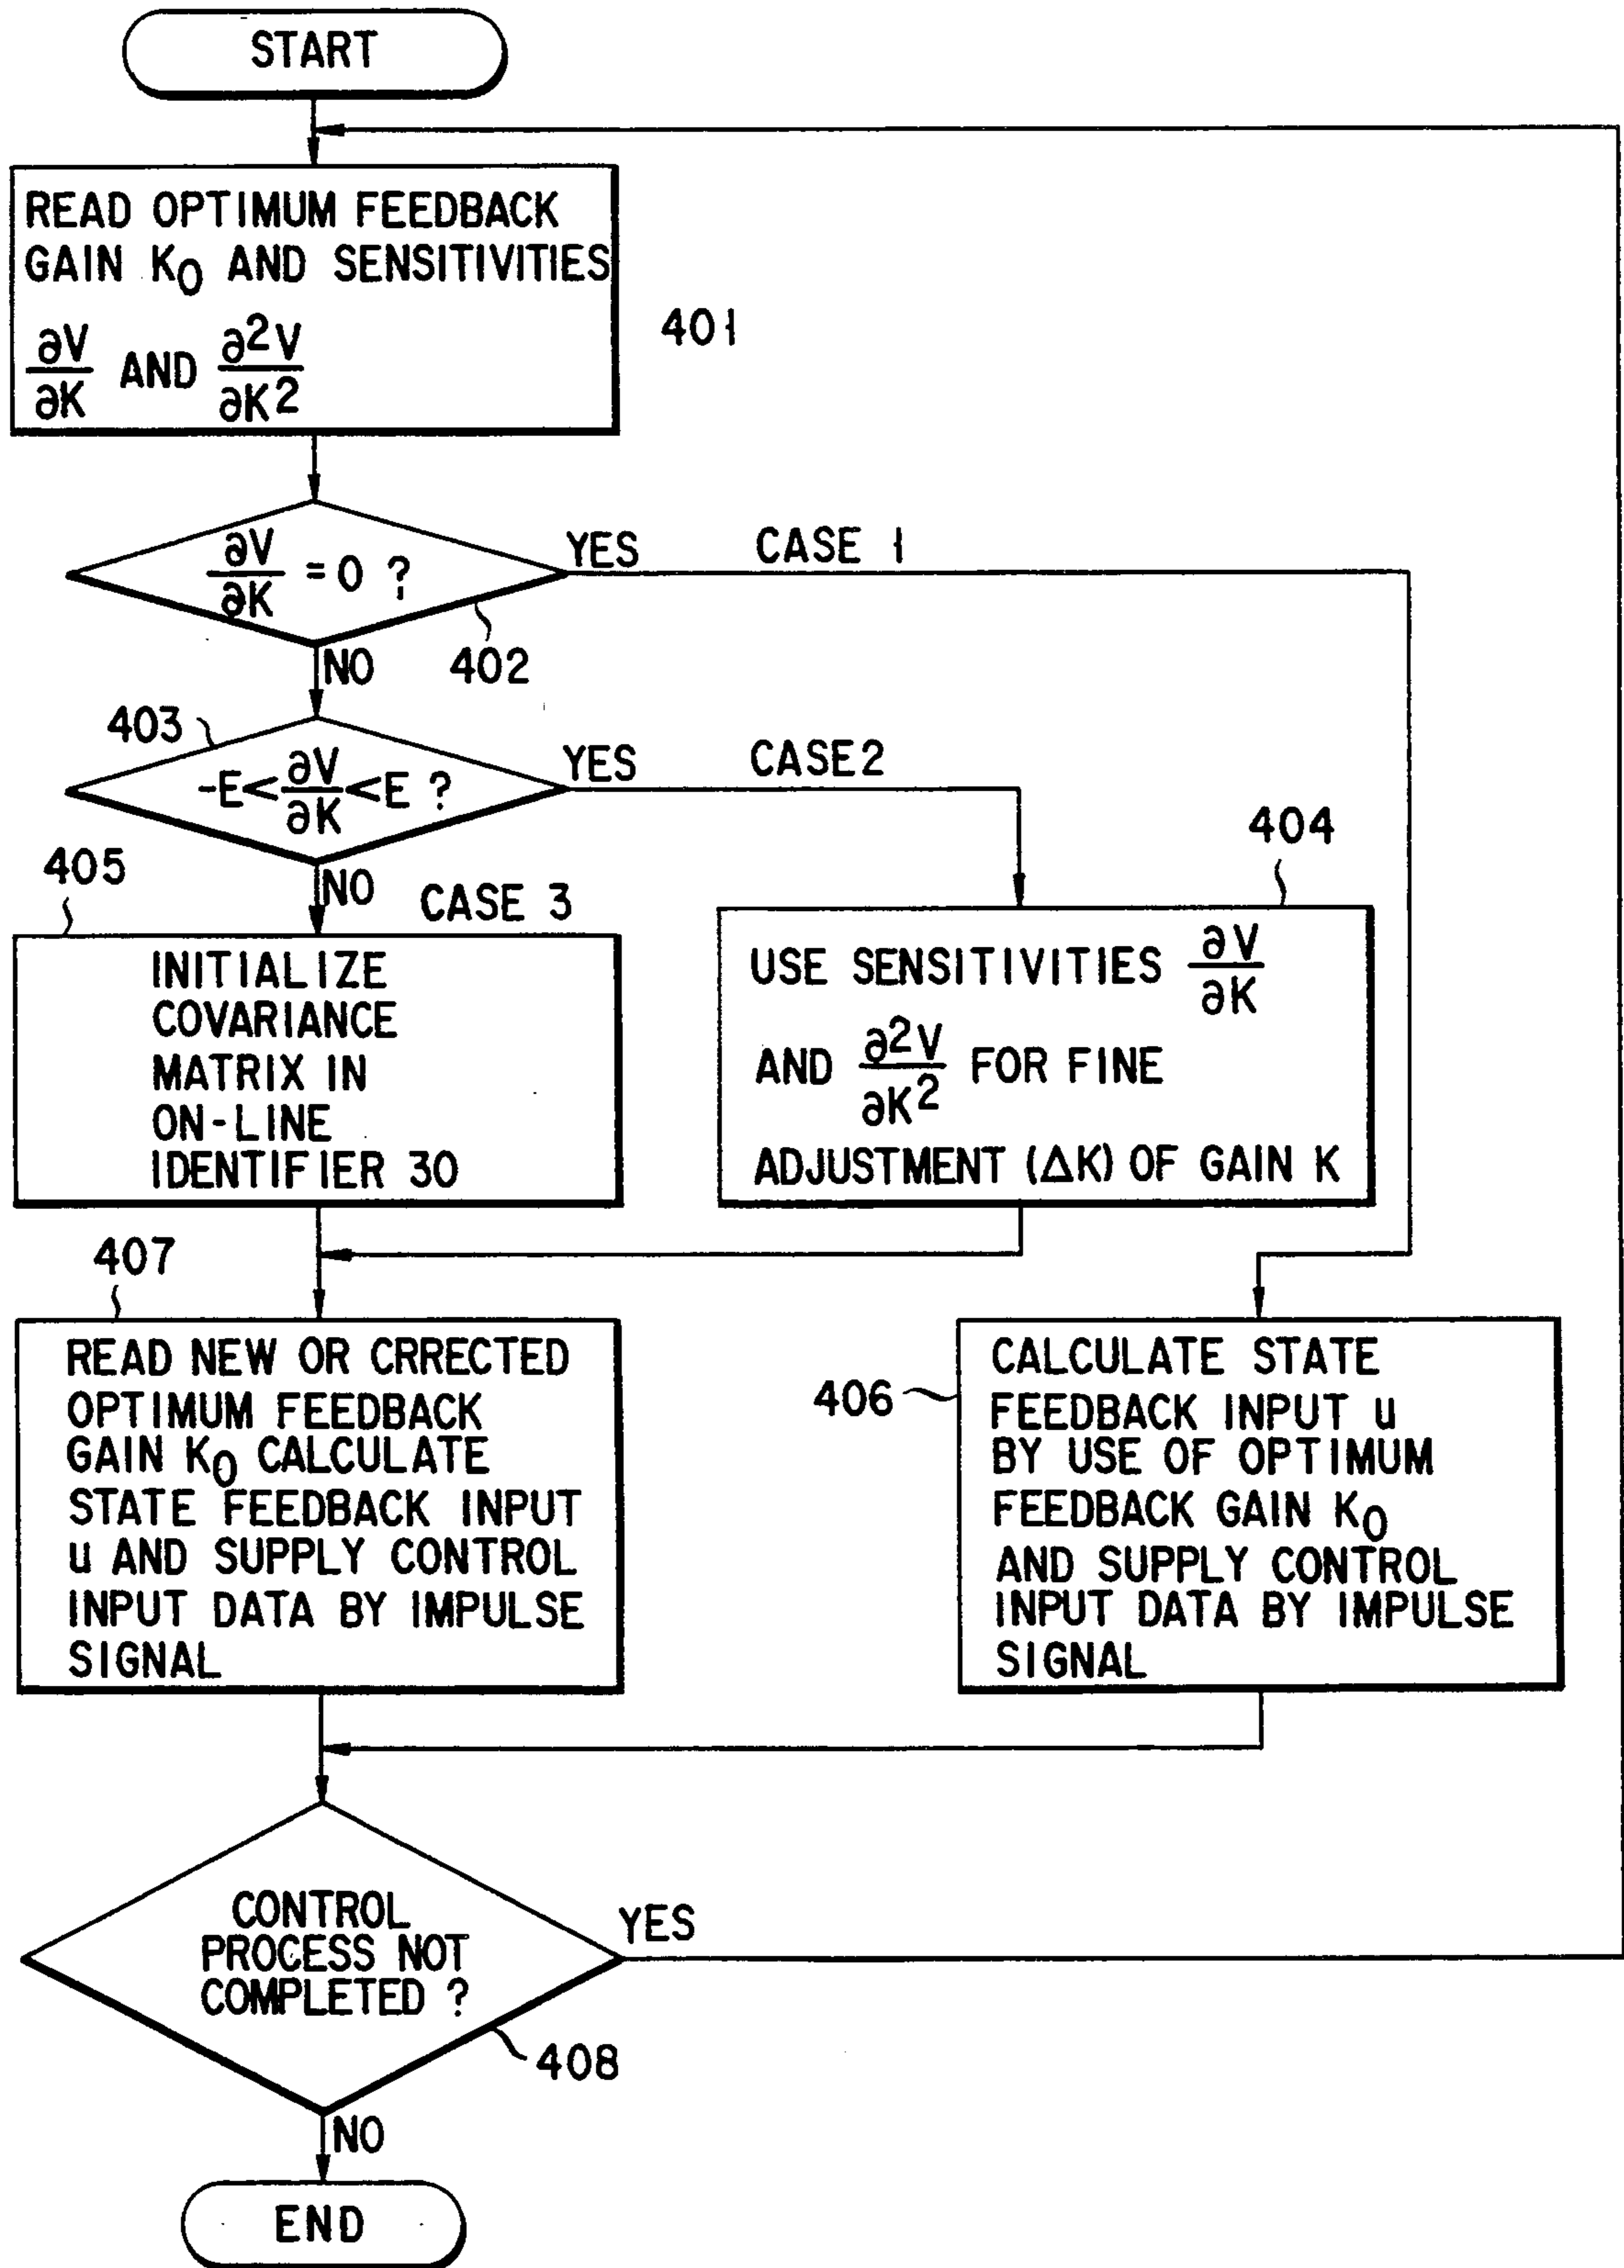 START
READ OPTIMUM FEEDBACK
GAIN K₀ AND SENSITIVITIES
∂V/∂K AND ∂²V/∂K²
401
∂V/∂K = 0 ?
YES
CASE 1
402
NO
403
-E<∂V/∂K<E ?
YES
CASE2
404
405
NO
CASE 3
INITIALIZE
COVARIANCE
MATRIX IN
ON-LINE
IDENTIFIER 30
USE SENSITIVITIES ∂V/∂K
AND ∂²V/∂K² FOR FINE
ADJUSTMENT (ΔK) OF GAIN K
407
READ NEW OR CRRECTED
OPTIMUM FEEDBACK
GAIN K₀ CALCULATE
STATE FEEDBACK INPUT
u AND SUPPLY CONTROL
INPUT DATA BY IMPULSE
SIGNAL
406
CALCULATE STATE
FEEDBACK INPUT u
BY USE OF OPTIMUM
FEEDBACK GAIN K₀
AND SUPPLY CONTROL
INPUT DATA BY IMPULSE
SIGNAL
CONTROL
PROCESS NOT
COMPLETED ?
YES
408
NO
END